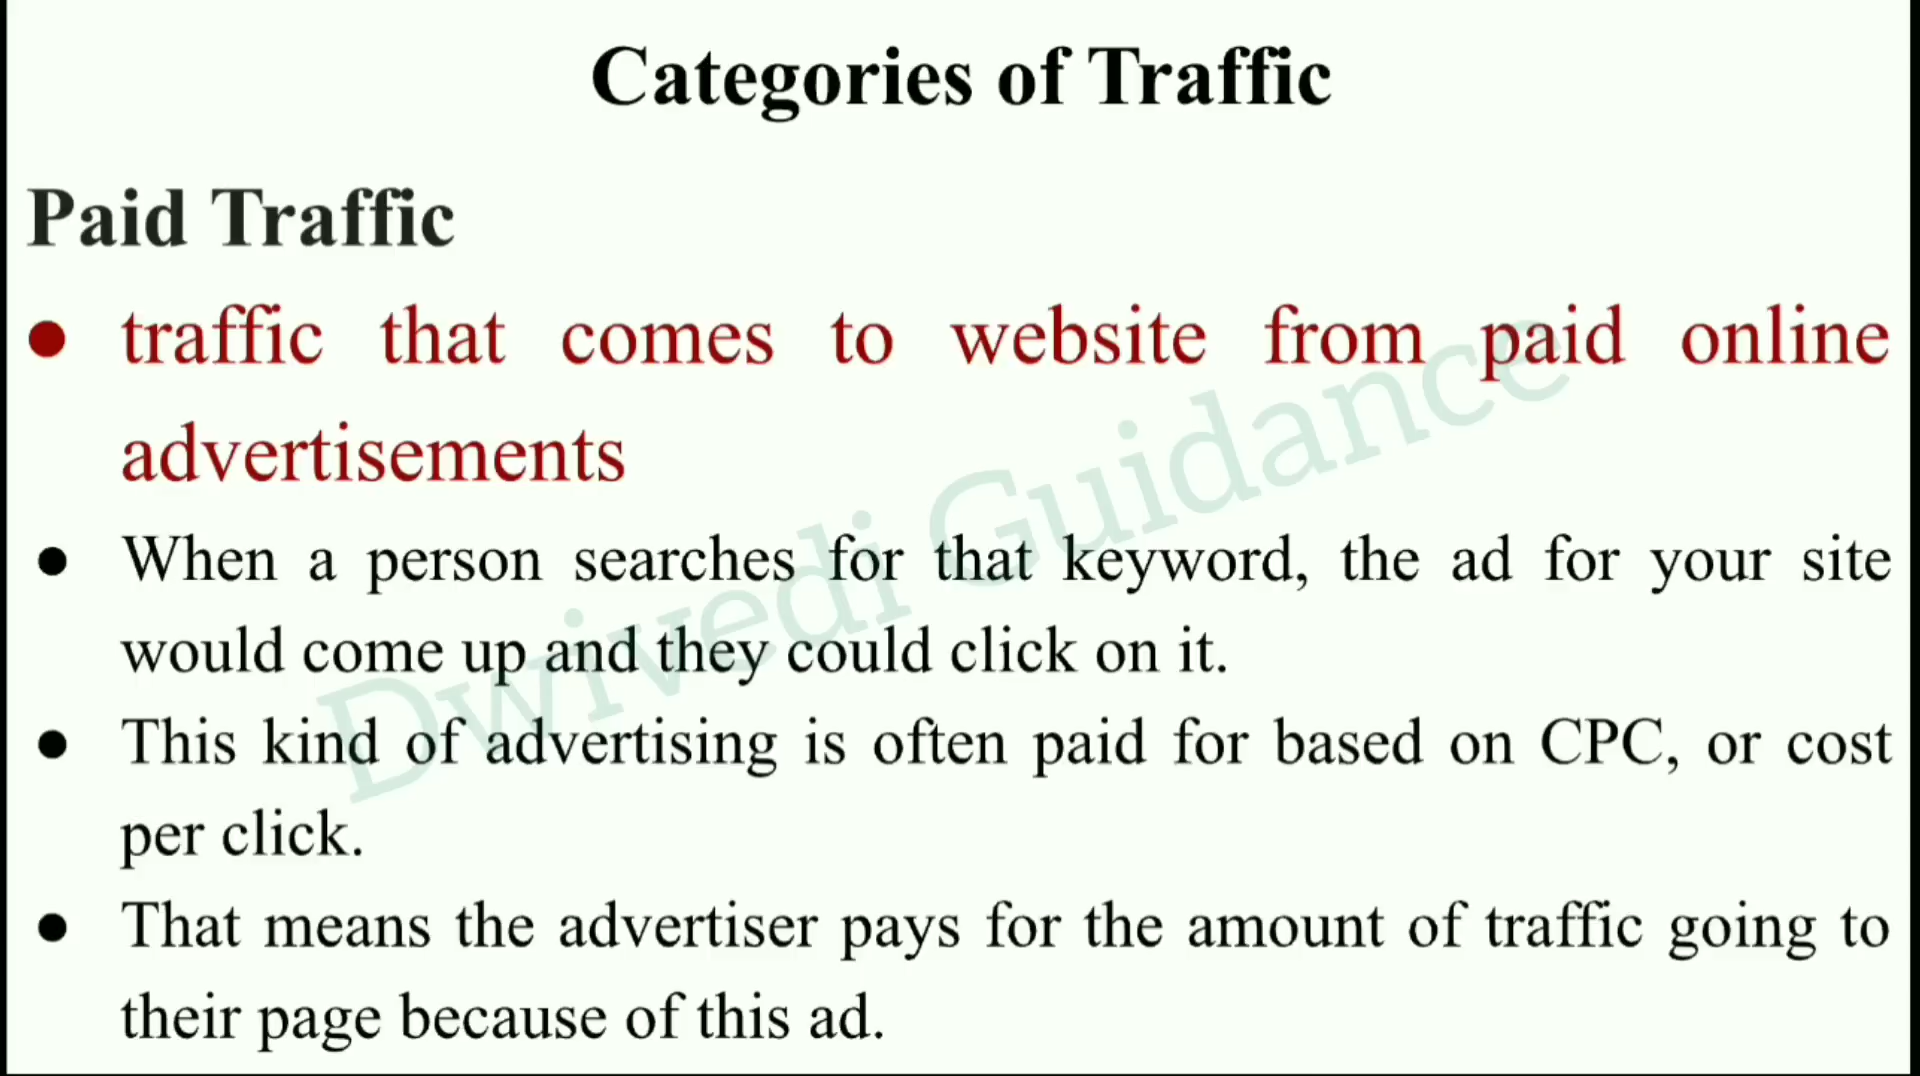 Categories of Traffic
Paid Traffic
● traffic that comes to website from paid online
advertisements
● When a person searches for that keyword, the ad for your site
would come up and they could click on it.
● This kind of advertising is often paid for based on CPC, or cost
per click.
● That means the advertiser pays for the amount of traffic going to
their page because of this ad.
Dwivedi Guidance